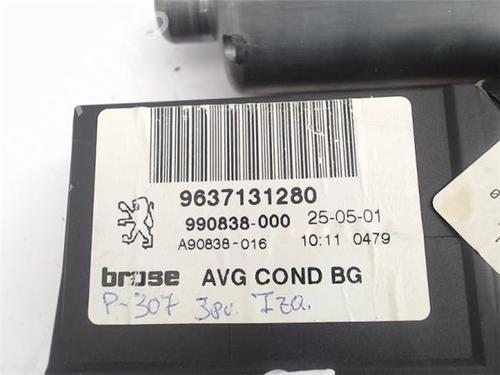 9637131280
990838-000 25-05-01
A90838-016 10:11 0479
brose AVG COND BG
P-307 3pu. Izq.